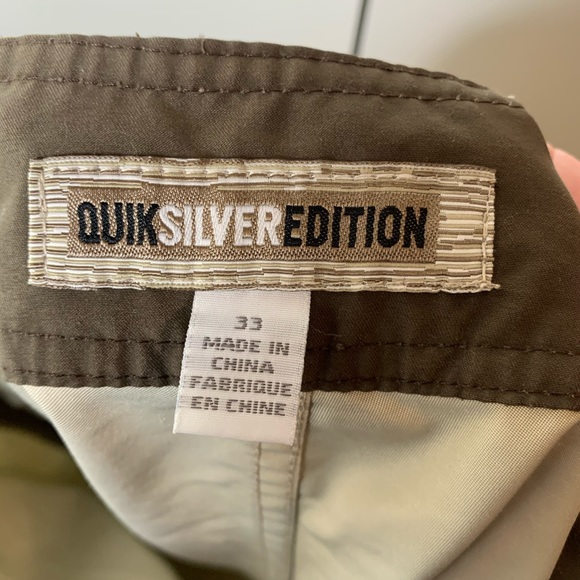 QUIKSILVEREDITION
33
MADE IN
CHINA
FABRIQUE
EN CHINE